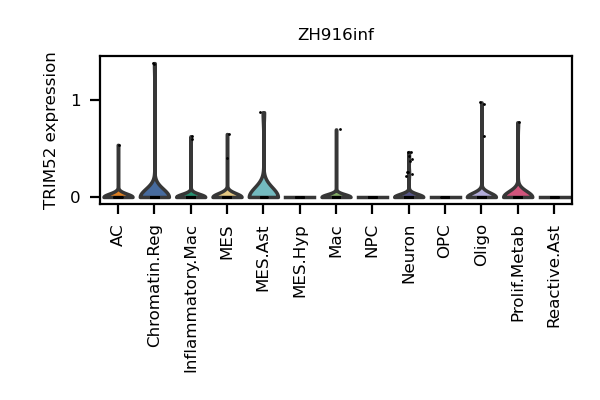 ZH916inf
TRIM52 expression
1
0
AC
Chromatin.Reg
Inflammatory.Mac
MES
MES.Ast
MES.Hyp
Mac
NPC
Neuron
OPC
Oligo
Prolif.Metab
Reactive.Ast